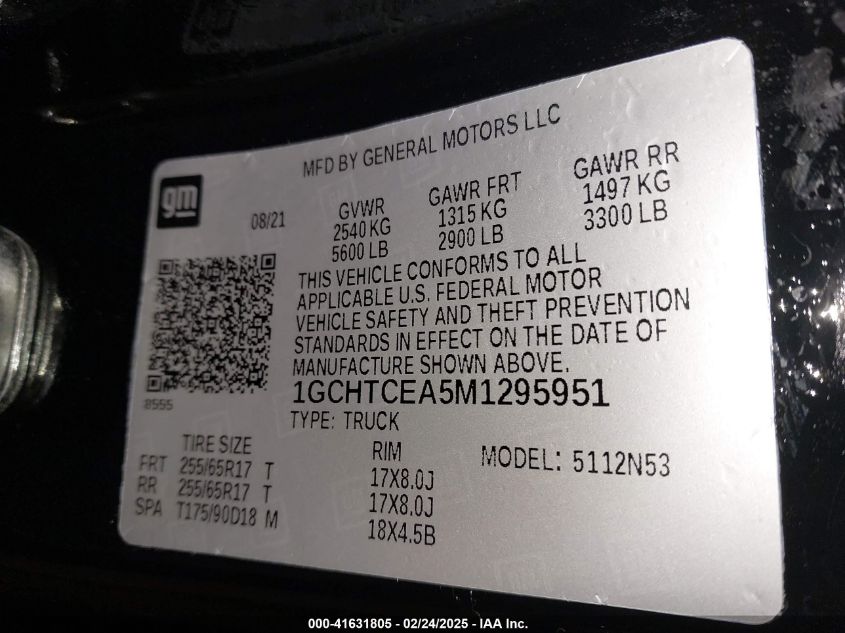 MFD BY GENERAL MOTORS LLC
gm
08/21
GVWR
2540 KG
5600 LB
GAWR FRT
1315 KG
2900 LB
GAWR RR
1497 KG
3300 LB
THIS VEHICLE CONFORMS TO ALL
APPLICABLE U.S. FEDERAL MOTOR
VEHICLE SAFETY AND THEFT PREVENTION
STANDARDS IN EFFECT ON THE DATE OF
MANUFACTURE SHOWN ABOVE.
8555
1GCHTCEA5M1295951
TYPE: TRUCK
TIRE SIZE
RIM
MODEL: 5112N53
FRT 255/65R17 T 17X8.0J
RR 255/65R17 T 17X8.0J
SPA T175/90D18 M 18X4.5B
000-41631805 - 02/24/2025 - IAA Inc.